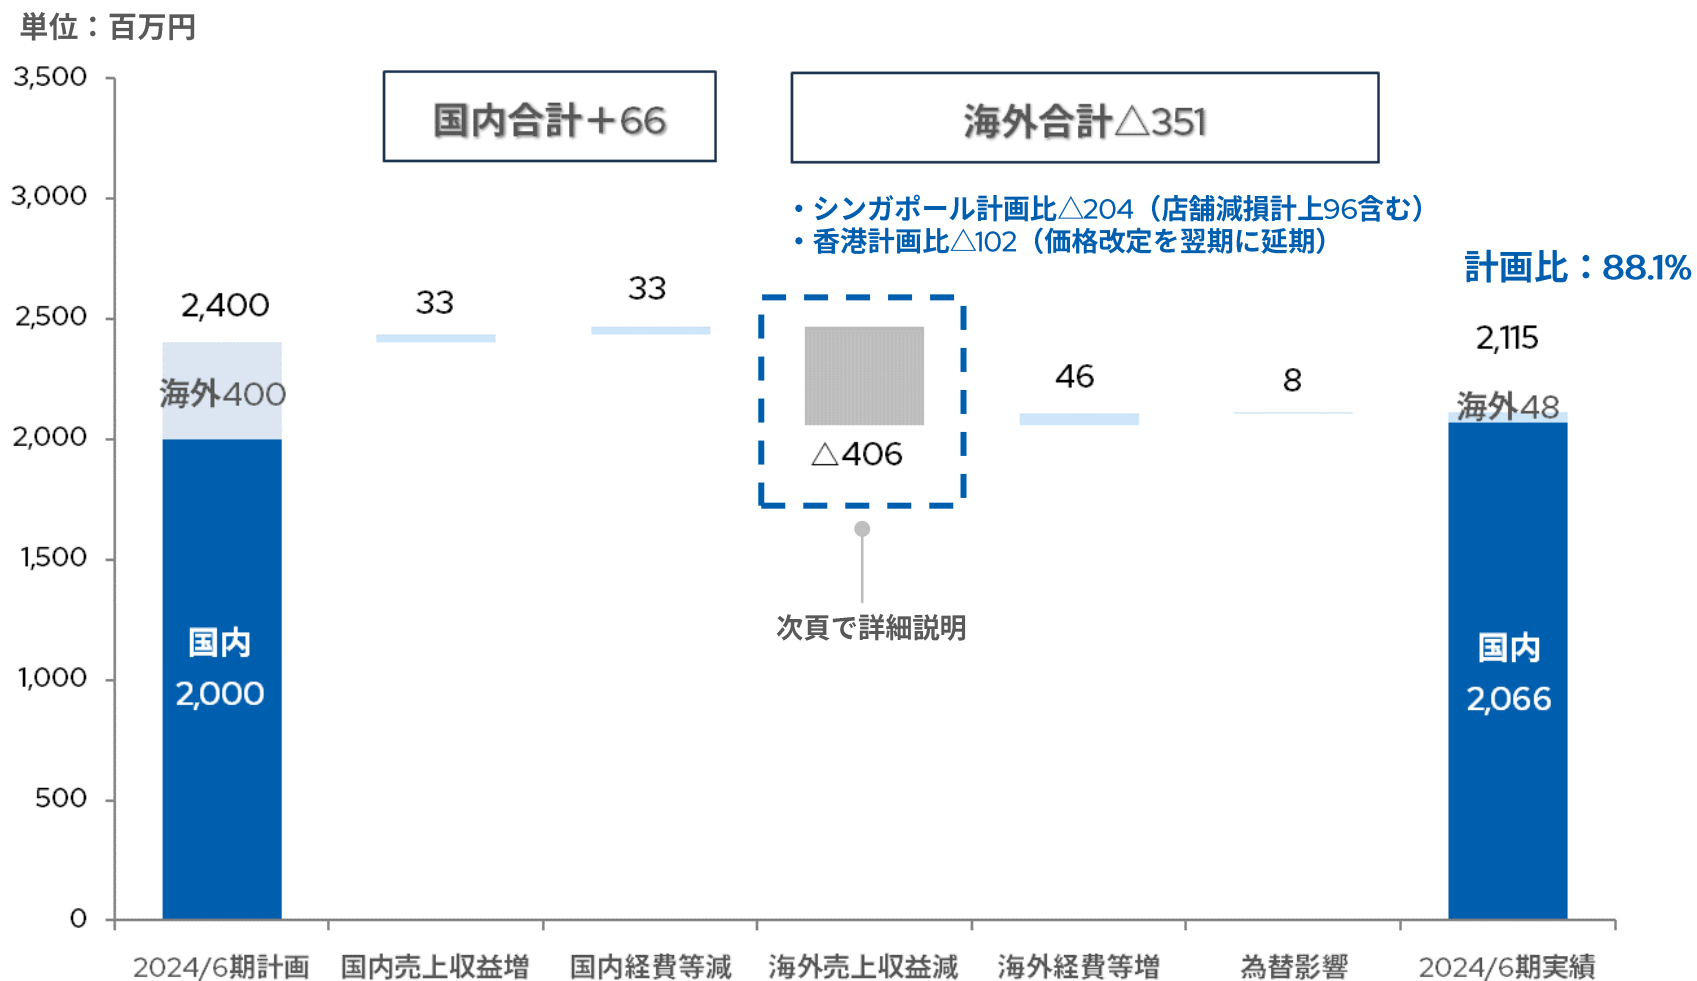 単位：百万円
3,500
3,000
2,500
2,000
1,500
1,000
500
0
国内合計＋66
海外合計△351
・シンガポール計画比△204（店舗減損計上96含む）
・香港計画比△102（価格改定を翌期に延期）
計画比：88.1%
2,400
海外400
国内
2,000
33
33
△406
次頁で詳細説明
46
8
2,115
海外48
国内
2,066
2024/6期計画
国内売上収益増
国内経費等減
海外売上収益減
海外経費等増
為替影響
2024/6期実績